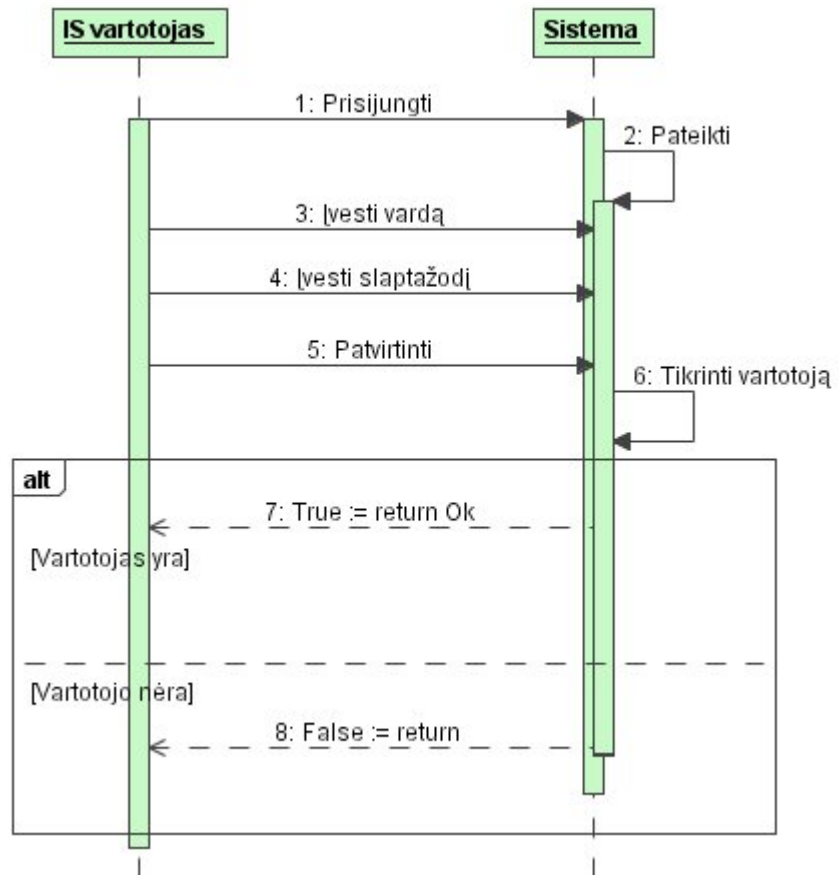 IS vartotojas
Sistema
1: Prisijungti
2: Pateikti
3: Įvesti vardą
4: Įvesti slaptažodį
5: Patvirtinti
6: Tikrinti vartotoją
alt
7: True := return Ok
[Vartotojas yra]
[Vartotojo nėra]
8: False := return